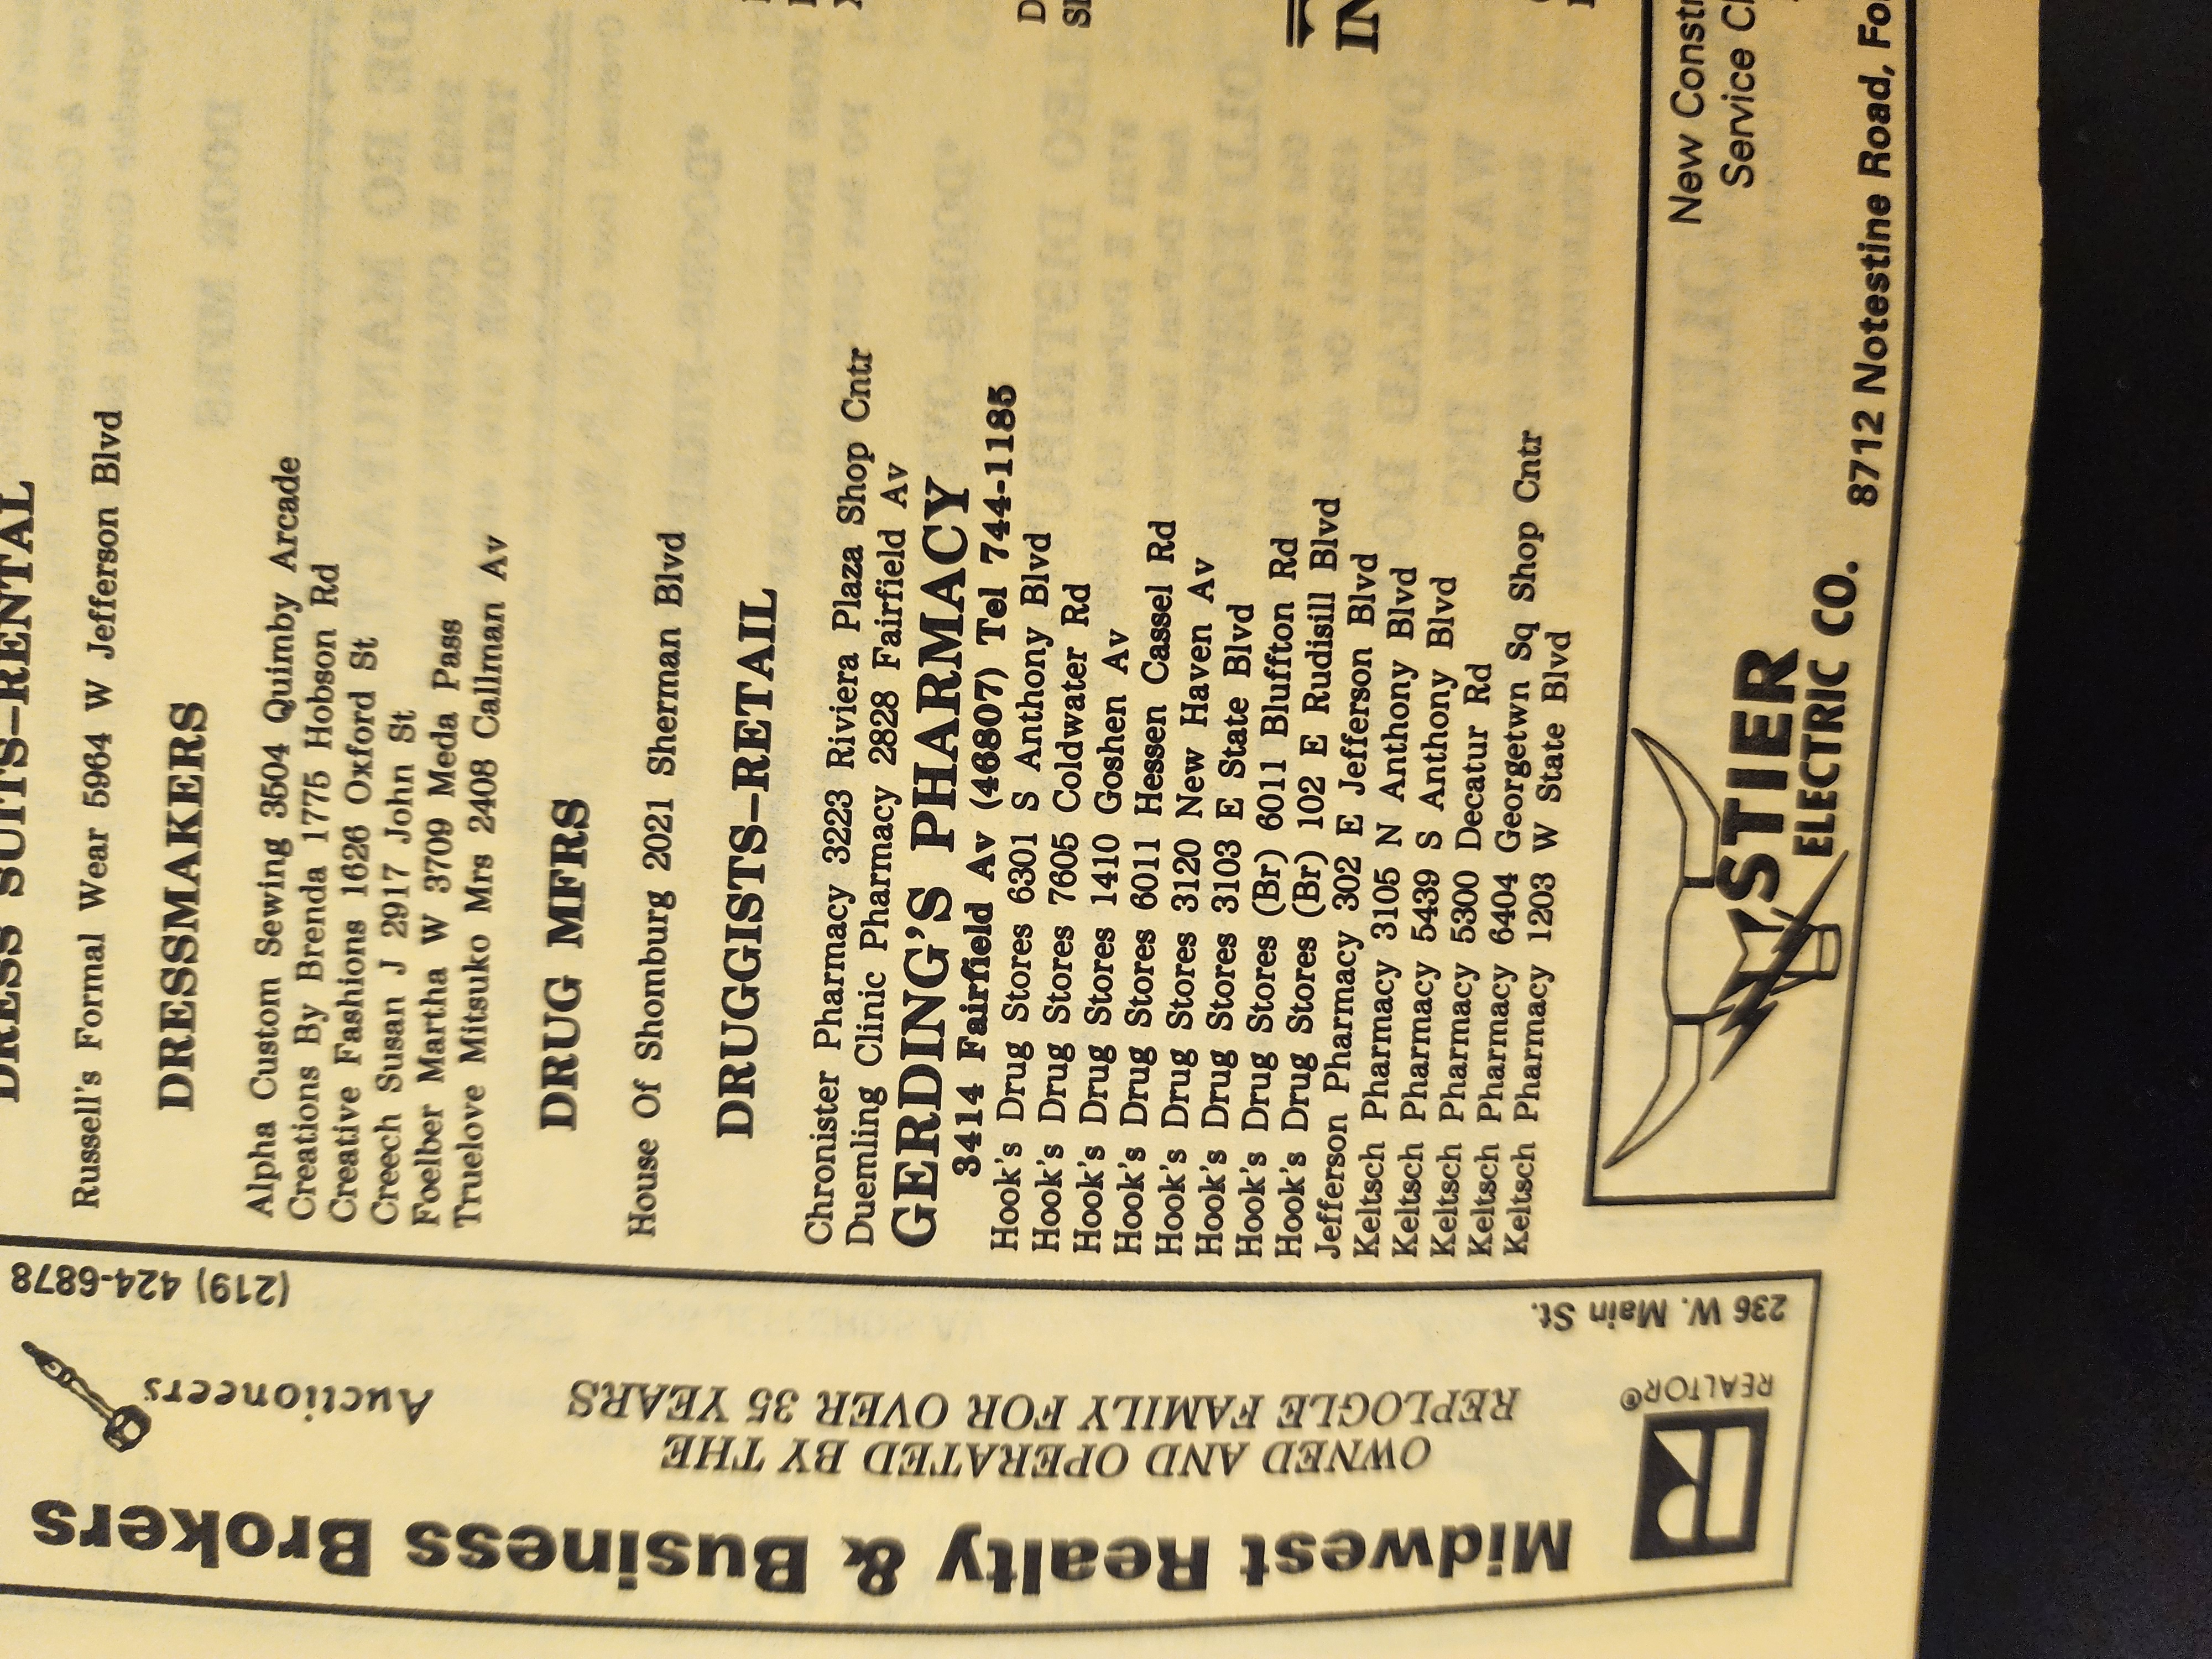 DRESS SUITS–RENTAL
Russell's Formal Wear 5964 W Jefferson Blvd
DRESSMAKERS
Alpha Custom Sewing 3504 Quimby Arcade
Creations By Brenda 1775 Hobson Rd
Creative Fashions 1626 Oxford St
Creech Susan J 2917 John St
Foelber Martha W 3709 Meda Pass
Truelove Mitsuko Mrs 2408 Callman Av
DRUG MFRS
House Of Shomburg 2021 Sherman Blvd
DRUGGISTS–RETAIL
Chronister Pharmacy 3223 Riviera Plaza Shop Cntr
Duemling Clinic Pharmacy 2828 Fairfield Av
GERDING'S PHARMACY
3414 Fairfield Av (46807) Tel 744-1185
Hook's Drug Stores 6301 S Anthony Blvd
Hook's Drug Stores 7605 Coldwater Rd
Hook's Drug Stores 1410 Goshen Av
Hook's Drug Stores 6011 Hessen Cassel Rd
Hook's Drug Stores 3120 New Haven Av
Hook's Drug Stores 3103 E State Blvd
Hook's Drug Stores (Br) 6011 Bluffton Rd
Hook's Drug Stores (Br) 102 E Rudisill Blvd
Jefferson Pharmacy 302 E Jefferson Blvd
Keltsch Pharmacy 3105 N Anthony Blvd
Keltsch Pharmacy 5439 S Anthony Blvd
Keltsch Pharmacy 5300 Decatur Rd
Keltsch Pharmacy 6404 Georgetwn Sq Shop Cntr
Keltsch Pharmacy 1203 W State Blvd
STIER
ELECTRIC CO.
New Constr
Service C
8712 Notestine Road, Fo
Midwest Realty & Business Brokers
OWNED AND OPERATED BY THE
REPLOGLE FAMILY FOR OVER 35 YEARS
Auctioneers
REALTOR®
236 W. Main St.
(219) 424-6878